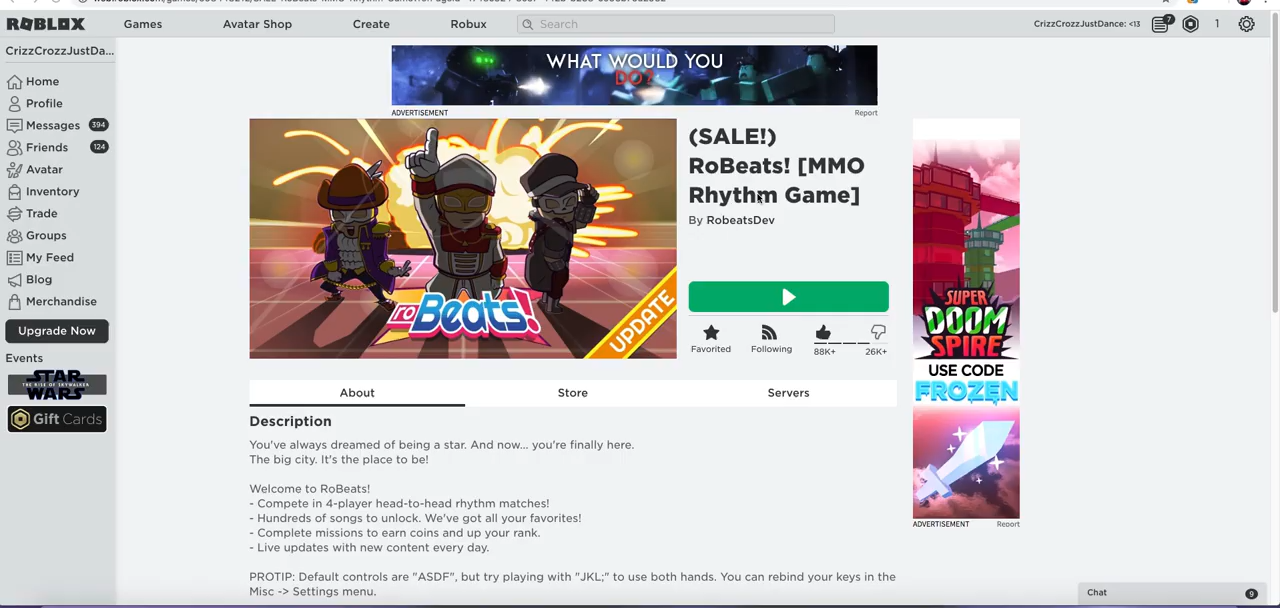 ROBLOX
Games
Avatar Shop
Create
Robux
Search
CrizzCrozzJustDance: <13
7
1
CrizzCrozzJustDa...
Home
Profile
Messages 394
Friends 124
Avatar
Inventory
Trade
Groups
My Feed
Blog
Merchandise
Upgrade Now
Events
STAR WARS
THE RISE OF SKYWALKER
Gift Cards
WHAT WOULD YOU
DO?
ADVERTISEMENT
Report
roBeats!
UPDATE
(SALE!)
RoBeats! [MMO
Rhythm Game]
By RobeatsDev
Favorited
Following
88K+
26K+
About
Store
Servers
Description
You've always dreamed of being a star. And now... you're finally here.
The big city. It's the place to be!
Welcome to RoBeats!
- Compete in 4-player head-to-head rhythm matches!
- Hundreds of songs to unlock. We've got all your favorites!
- Complete missions to earn coins and up your rank.
- Live updates with new content every day.
PROTIP: Default controls are "ASDF", but try playing with "JKL;" to use both hands. You can rebind your keys in the
Misc -> Settings menu.
SUPER
DOOM
SPIRE
USE CODE
FROZEN
ADVERTISEMENT
Report
Chat
9